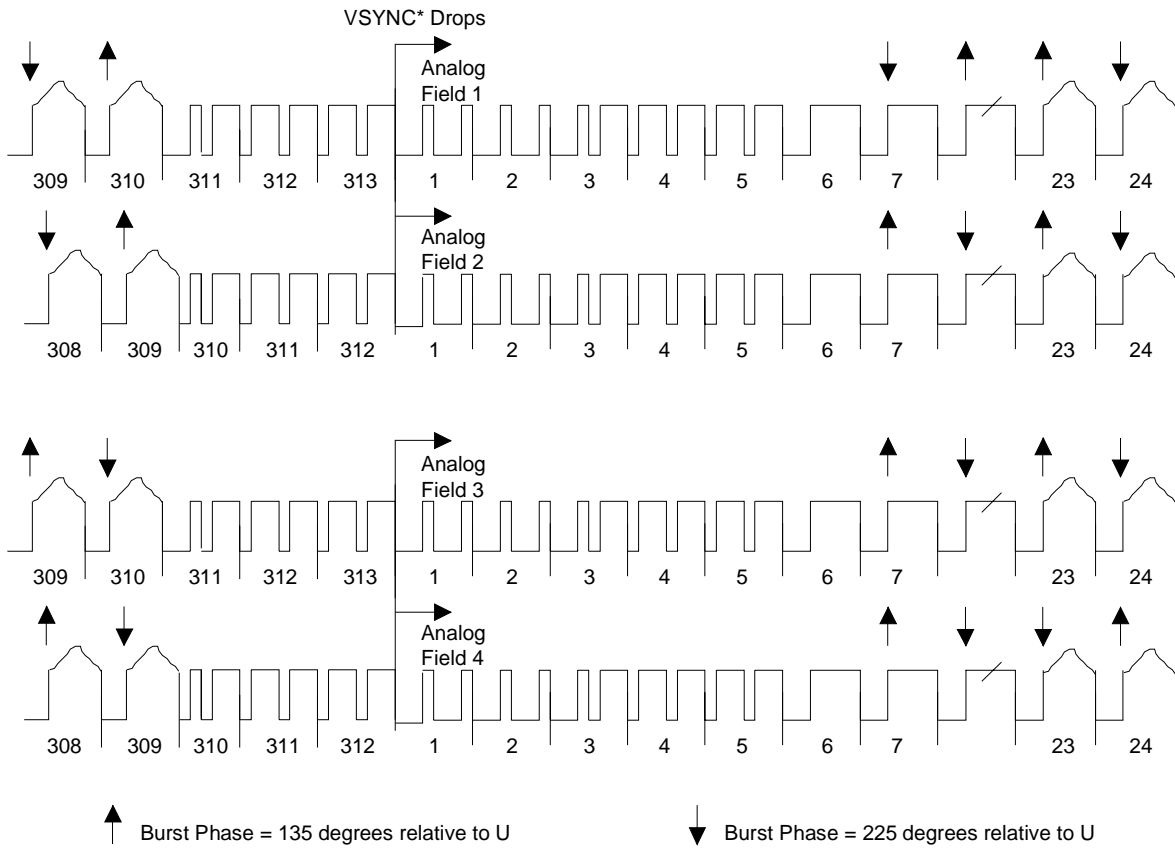 VSYNC* Drops
Analog
Field 1
309 310 311 312 313 1 2 3 4 5 6 7 23 24
Analog
Field 2
308 309 310 311 312 1 2 3 4 5 6 7 23 24
Analog
Field 3
309 310 311 312 313 1 2 3 4 5 6 7 23 24
Analog
Field 4
308 309 310 311 312 1 2 3 4 5 6 7 23 24
Burst Phase = 135 degrees relative to U Burst Phase = 225 degrees relative to U